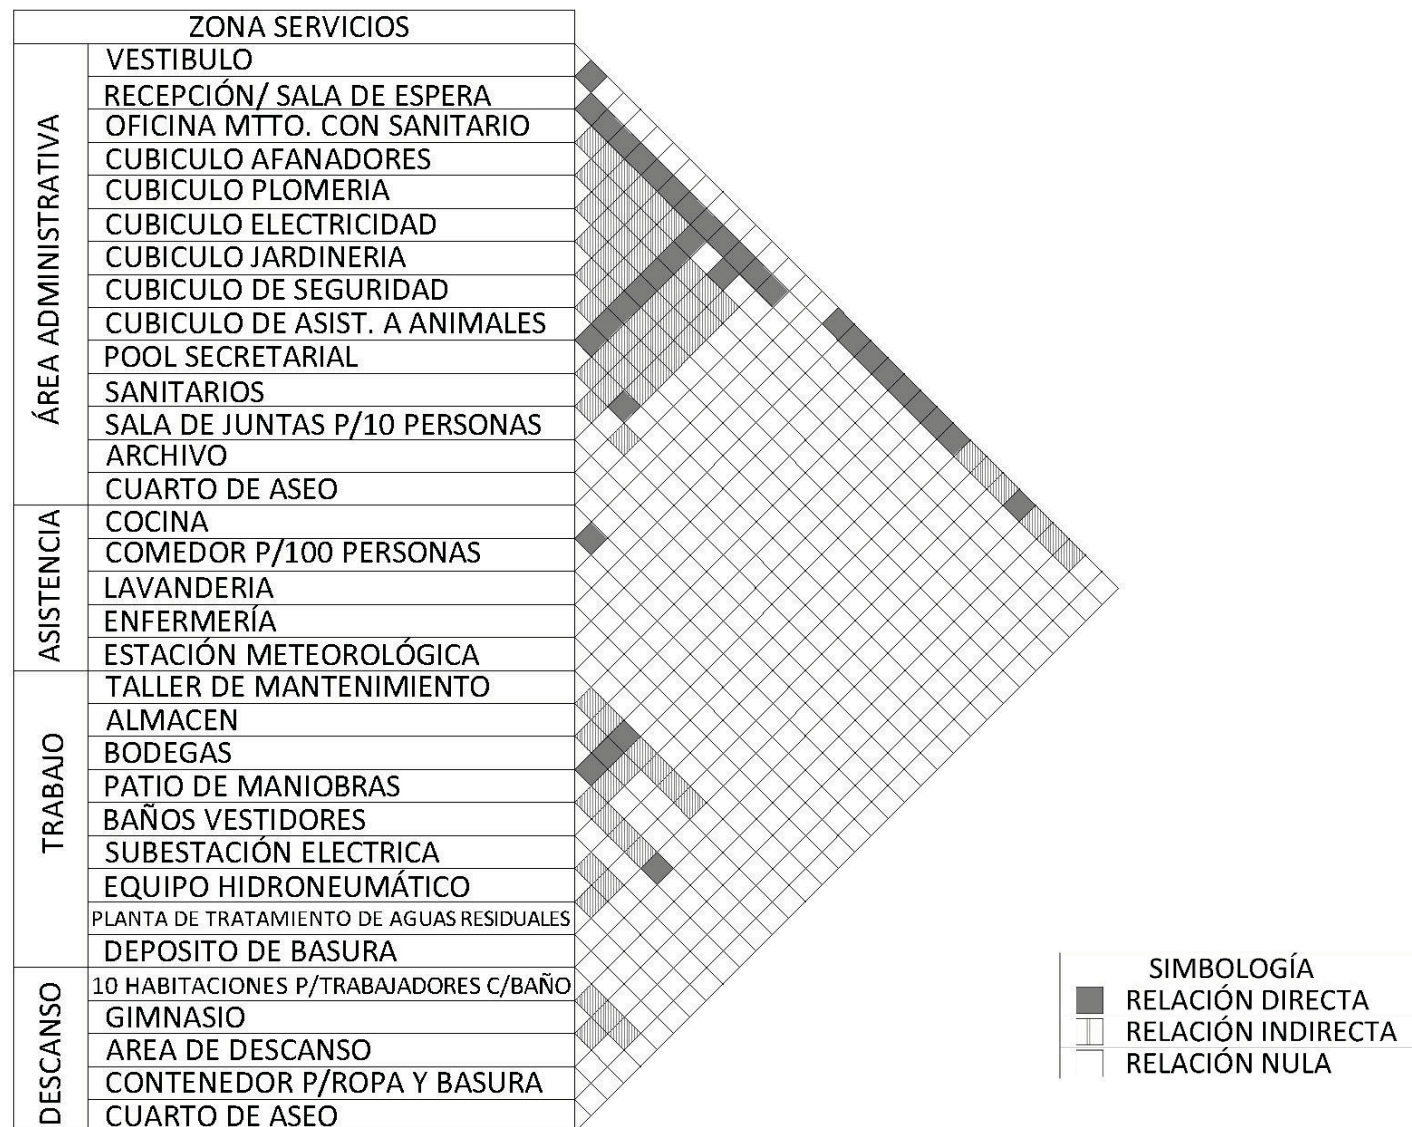 ZONA SERVICIOS
ÁREA ADMINISTRATIVA
VESTIBULO
RECEPCIÓN/ SALA DE ESPERA
OFICINA MTTO. CON SANITARIO
CUBICULO AFANADORES
CUBICULO PLOMERIA
CUBICULO ELECTRICIDAD
CUBICULO JARDINERIA
CUBICULO DE SEGURIDAD
CUBICULO DE ASIST. A ANIMALES
POOL SECRETARIAL
SANITARIOS
SALA DE JUNTAS P/10 PERSONAS
ARCHIVO
CUARTO DE ASEO
ASISTENCIA
COCINA
COMEDOR P/100 PERSONAS
LAVANDERIA
ENFERMERÍA
ESTACIÓN METEOROLÓGICA
TRABAJO
TALLER DE MANTENIMIENTO
ALMACEN
BODEGAS
PATIO DE MANIOBRAS
BAÑOS VESTIDORES
SUBESTACIÓN ELECTRICA
EQUIPO HIDRONEUMÁTICO
PLANTA DE TRATAMIENTO DE AGUAS RESIDUALES
DEPOSITO DE BASURA
DESCANSO
10 HABITACIONES P/TRABAJADORES C/BAÑO
GIMNASIO
AREA DE DESCANSO
CONTENEDOR P/ROPA Y BASURA
CUARTO DE ASEO
SIMBOLOGÍA
RELACIÓN DIRECTA
RELACIÓN INDIRECTA
RELACIÓN NULA